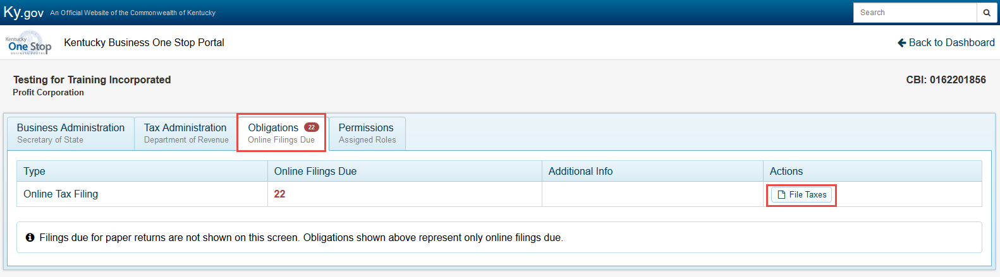 Ky.gov An Official Website of the Commonwealth of Kentucky Search
Kentucky
One Stop
BUSINESS PORTAL
Kentucky Business One Stop Portal Back to Dashboard
Testing for Training Incorporated CBI: 0162201856
Profit Corporation
Business Administration Tax Administration Obligations 22 Permissions
Secretary of State Department of Revenue Online Filings Due Assigned Roles
Type Online Filings Due Additional Info Actions
Online Tax Filing 22 File Taxes
Filings due for paper returns are not shown on this screen. Obligations shown above represent only online filings due.